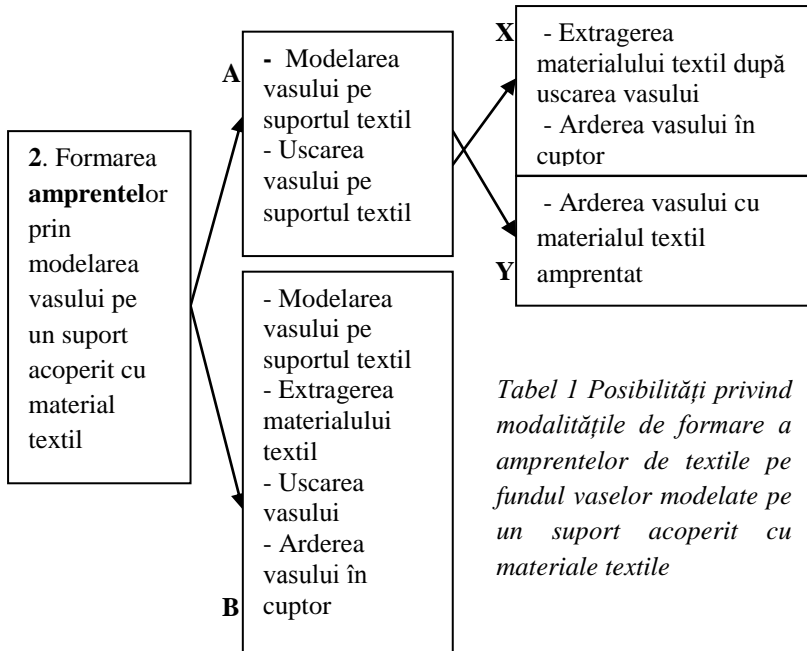 2. Formarea
amprentelor
prin
modelarea
vasului pe
un suport
acoperit cu
material
textil
A
- Modelarea
vasului pe
suportul textil
- Uscarea
vasului pe
suportul textil
B
- Modelarea
vasului pe
suportul textil
- Extragerea
materialului
textil
- Uscarea
vasului
- Arderea
vasului în
cuptor
X
- Extragerea
materialului textil după
uscarea vasului
- Arderea vasului în
cuptor
Y
- Arderea vasului cu
materialul textil
amprentat
Tabel 1 Posibilități privind
modalitățile de formare a
amprentelor de textile pe
fundul vaselor modelate pe
un suport acoperit cu
materiale textile